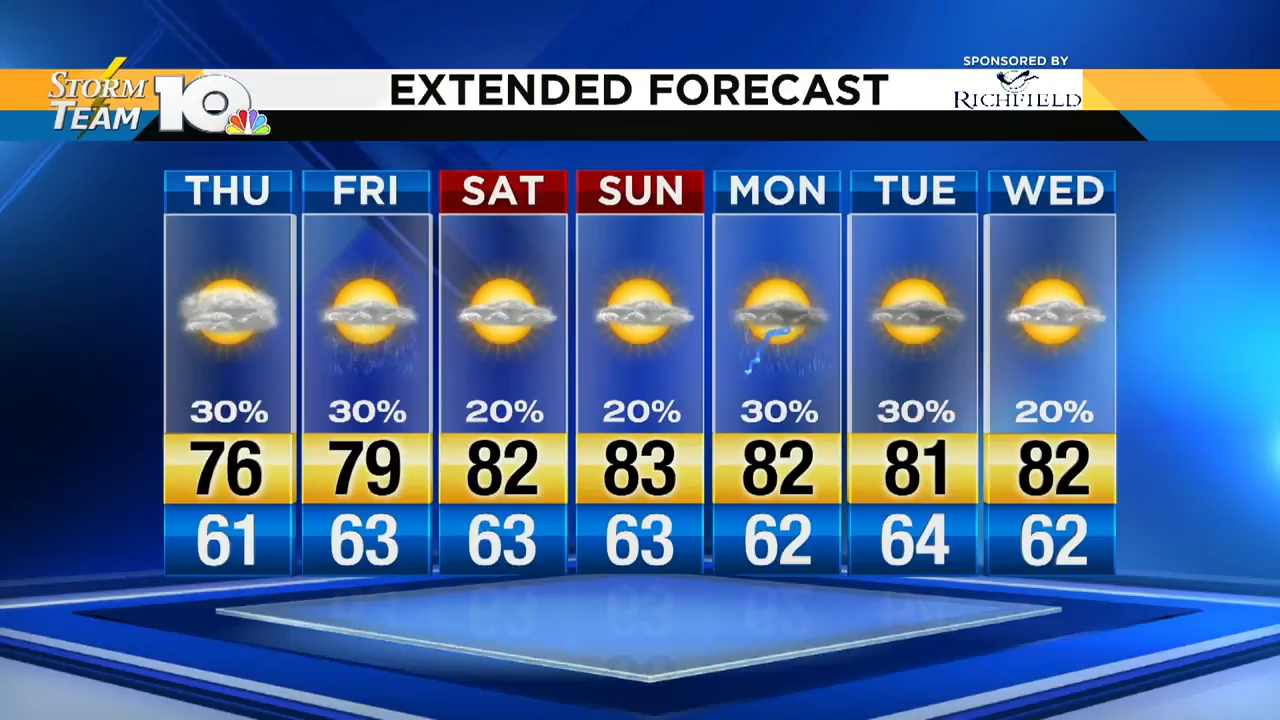 SPONSORED BY
STORM
TEAM
10
EXTENDED FORECAST
RICHFIELD
THU FRI SAT SUN MON TUE WED
30% 30% 20% 20% 30% 30% 20%
76 79 82 83 82 81 82
61 63 63 63 62 64 62